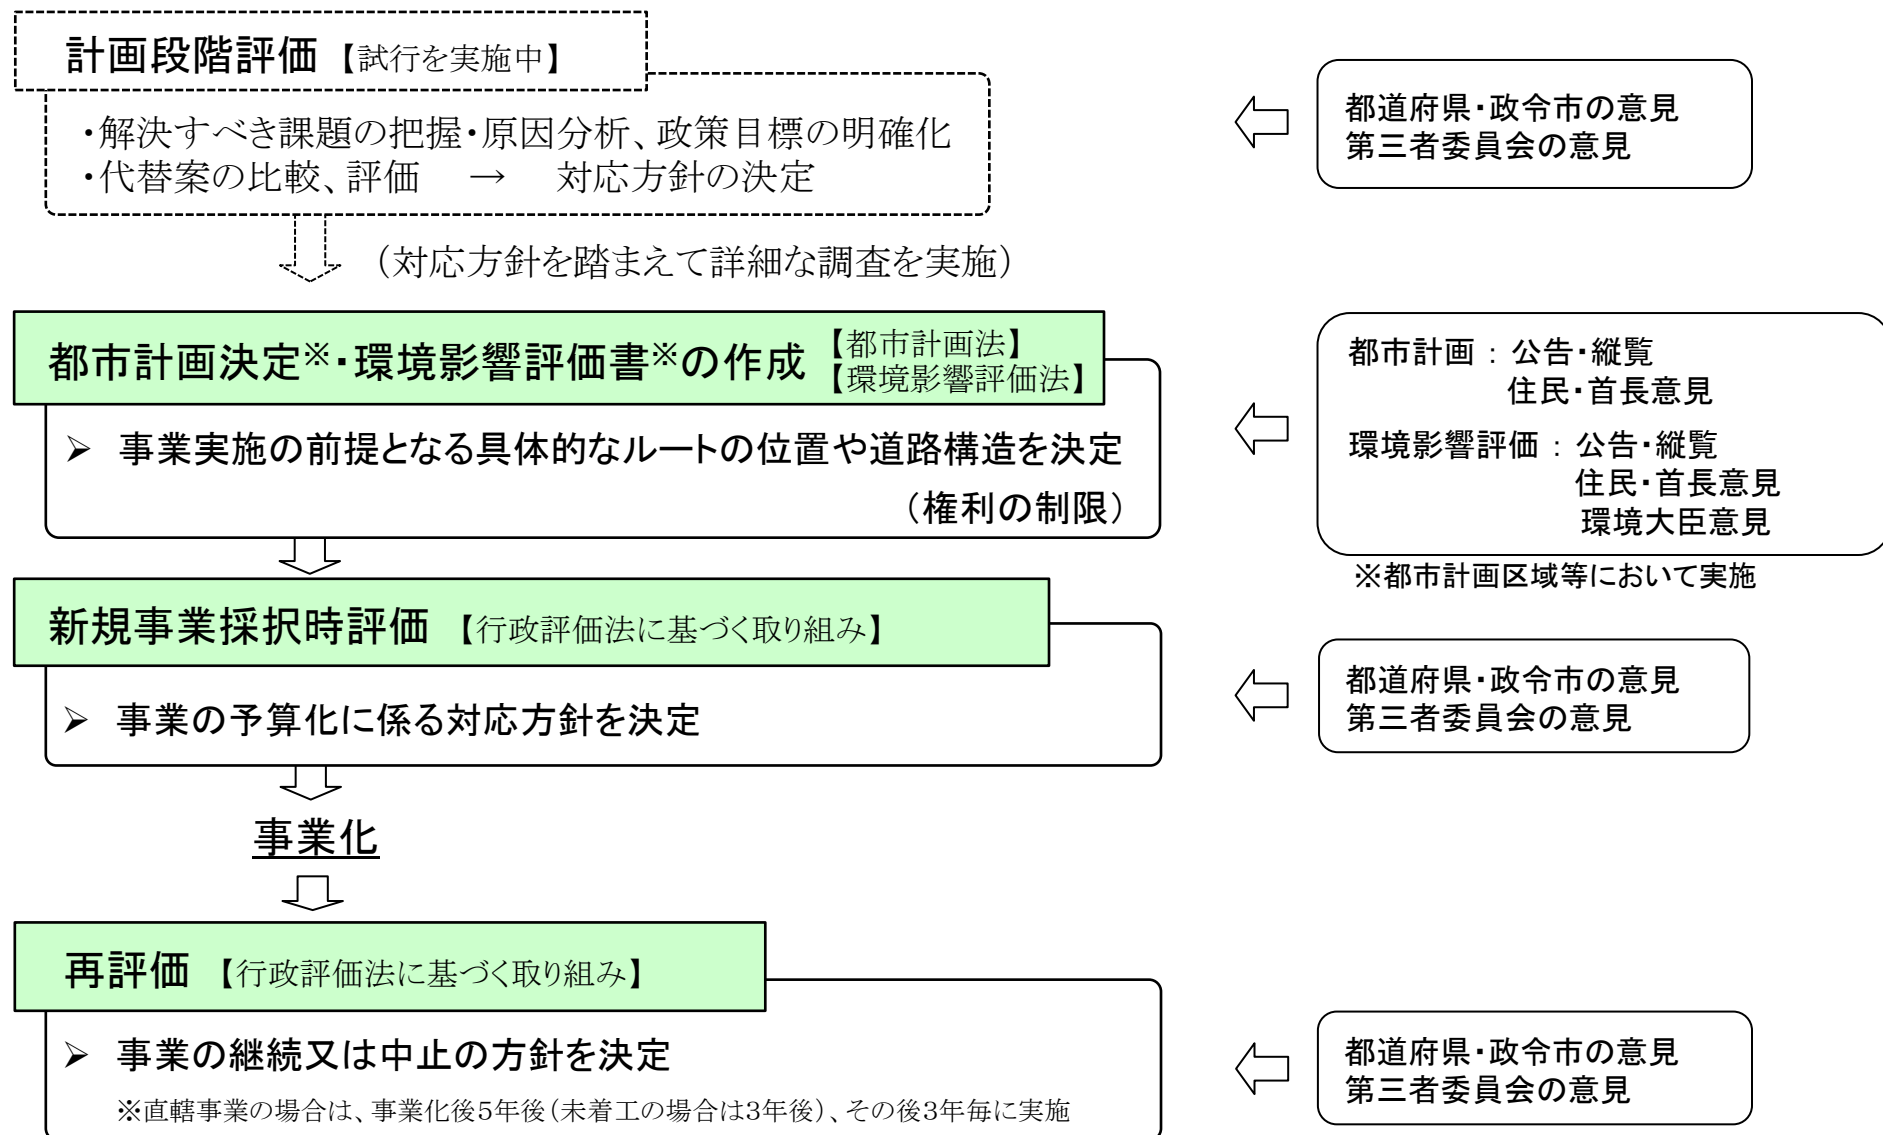 計画段階評価【試行を実施中】
・解決すべき課題の把握・原因分析、政策目標の明確化
・代替案の比較、評価 → 対応方針の決定
都道府県・政令市の意見
第三者委員会の意見
（対応方針を踏まえて詳細な調査を実施）
都市計画決定※・環境影響評価書※の作成
【都市計画法】
【環境影響評価法】
➢ 事業実施の前提となる具体的なルートの位置や道路構造を決定
（権利の制限）
都市計画：公告・縦覧
住民・首長意見
環境影響評価：公告・縦覧
住民・首長意見
環境大臣意見
※都市計画区域等において実施
新規事業採択時評価【行政評価法に基づく取り組み】
➢ 事業の予算化に係る対応方針を決定
都道府県・政令市の意見
第三者委員会の意見
事業化
再評価【行政評価法に基づく取り組み】
➢ 事業の継続又は中止の方針を決定
※直轄事業の場合は、事業化後5年後（未着工の場合は3年後）、その後3年毎に実施
都道府県・政令市の意見
第三者委員会の意見